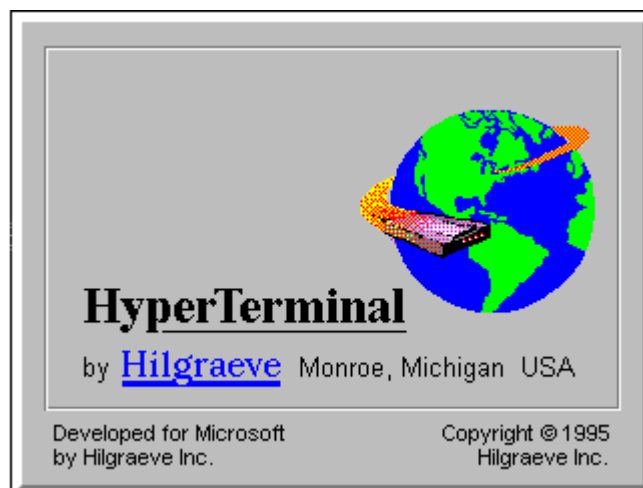 HyperTerminal
by Hilgraeve Monroe, Michigan USA
Developed for Microsoft
by Hilgraeve Inc.
Copyright © 1995
Hilgraeve Inc.